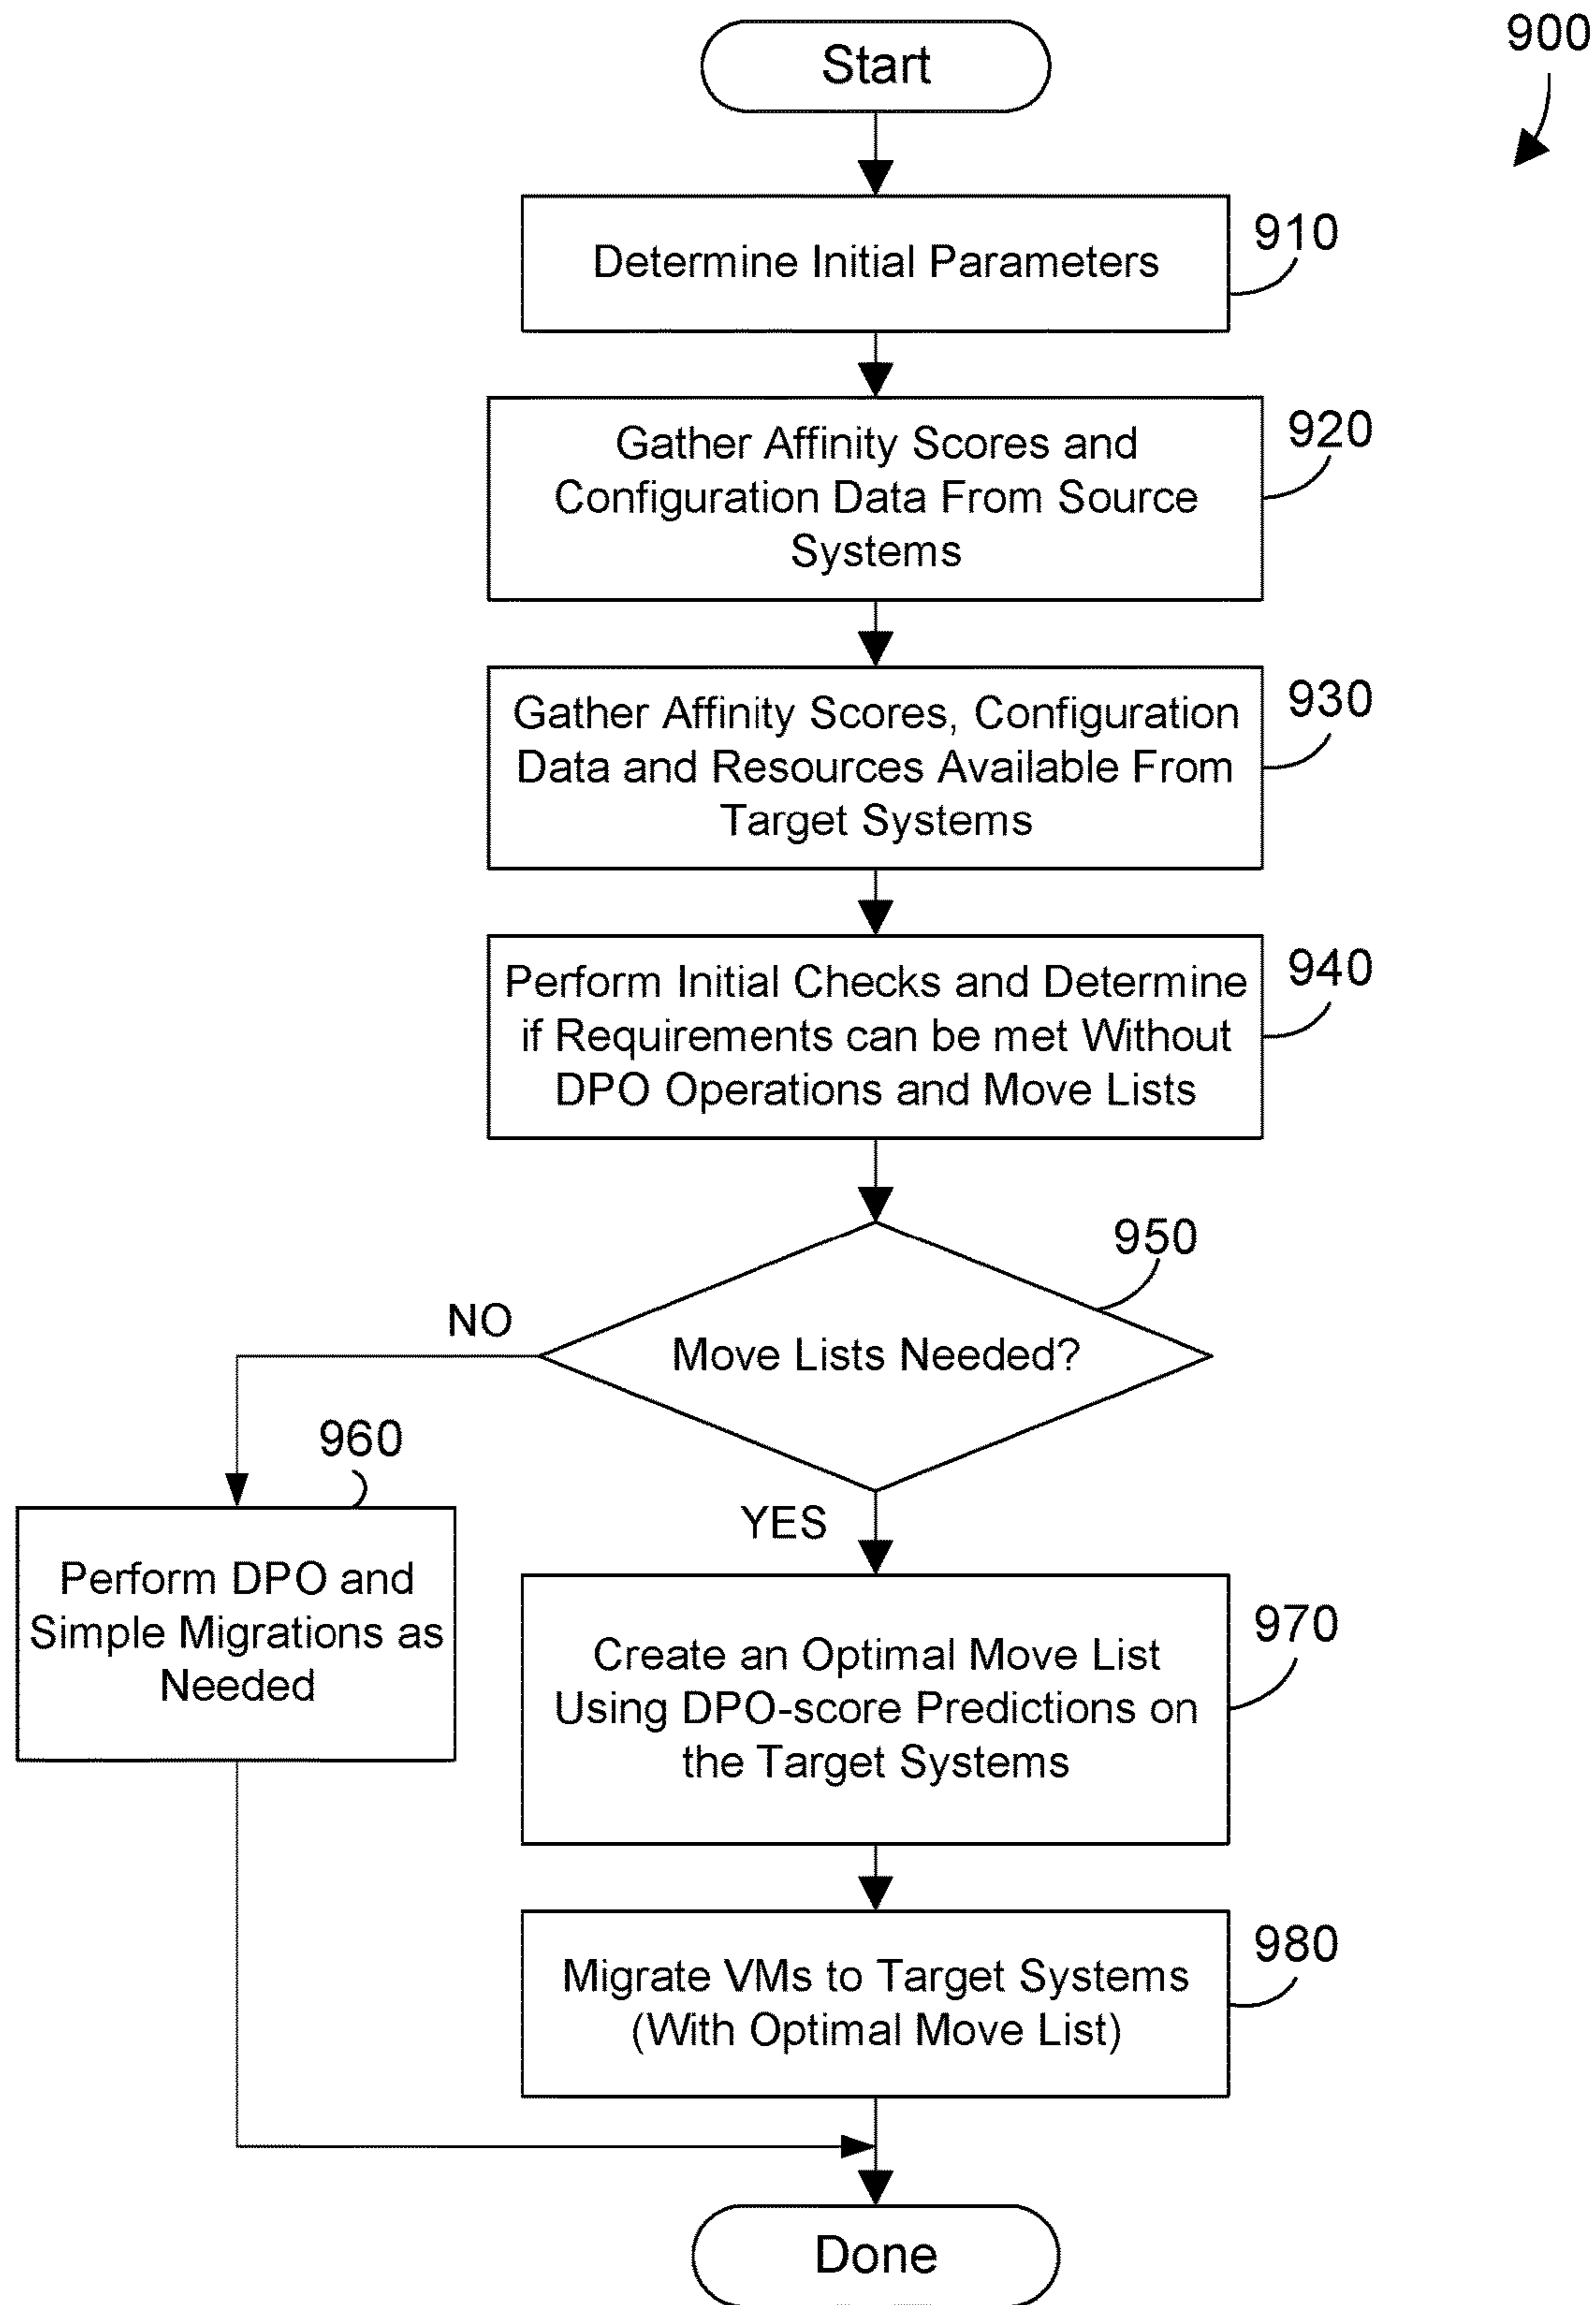 900
Start
Determine Initial Parameters
910
Gather Affinity Scores and
Configuration Data From Source
Systems
920
Gather Affinity Scores, Configuration
Data and Resources Available From
Target Systems
930
Perform Initial Checks and Determine
if Requirements can be met Without
DPO Operations and Move Lists
940
Move Lists Needed?
950
NO
YES
960
Perform DPO and
Simple Migrations as
Needed
Create an Optimal Move List
Using DPO-score Predictions on
the Target Systems
970
Migrate VMs to Target Systems
(With Optimal Move List)
980
Done